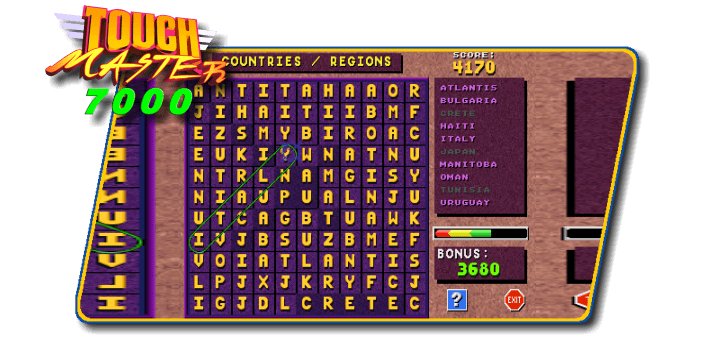 TOUCH
MASTER
7000
COUNTRIES / REGIONS
SCORE:
4170
A N T I T A H A A O R
J I H A I T I I B M F
E Z S M Y B I R O A C
E U K I Y W N A T N U
N T R L N A M G I S Y
N I A U P U A L N J U
U T C A G B T U A W K
I V J B S U Z B M E F
V O I A T L A N T I S
L P J X J K R Y F C J
I G J D L C R E T E C
ATLANTIS
BULGARIA
CRETE
HAITI
ITALY
JAPAN
MANITOBA
OMAN
TUNISIA
URUGUAY
BONUS:
3680
?
EXIT